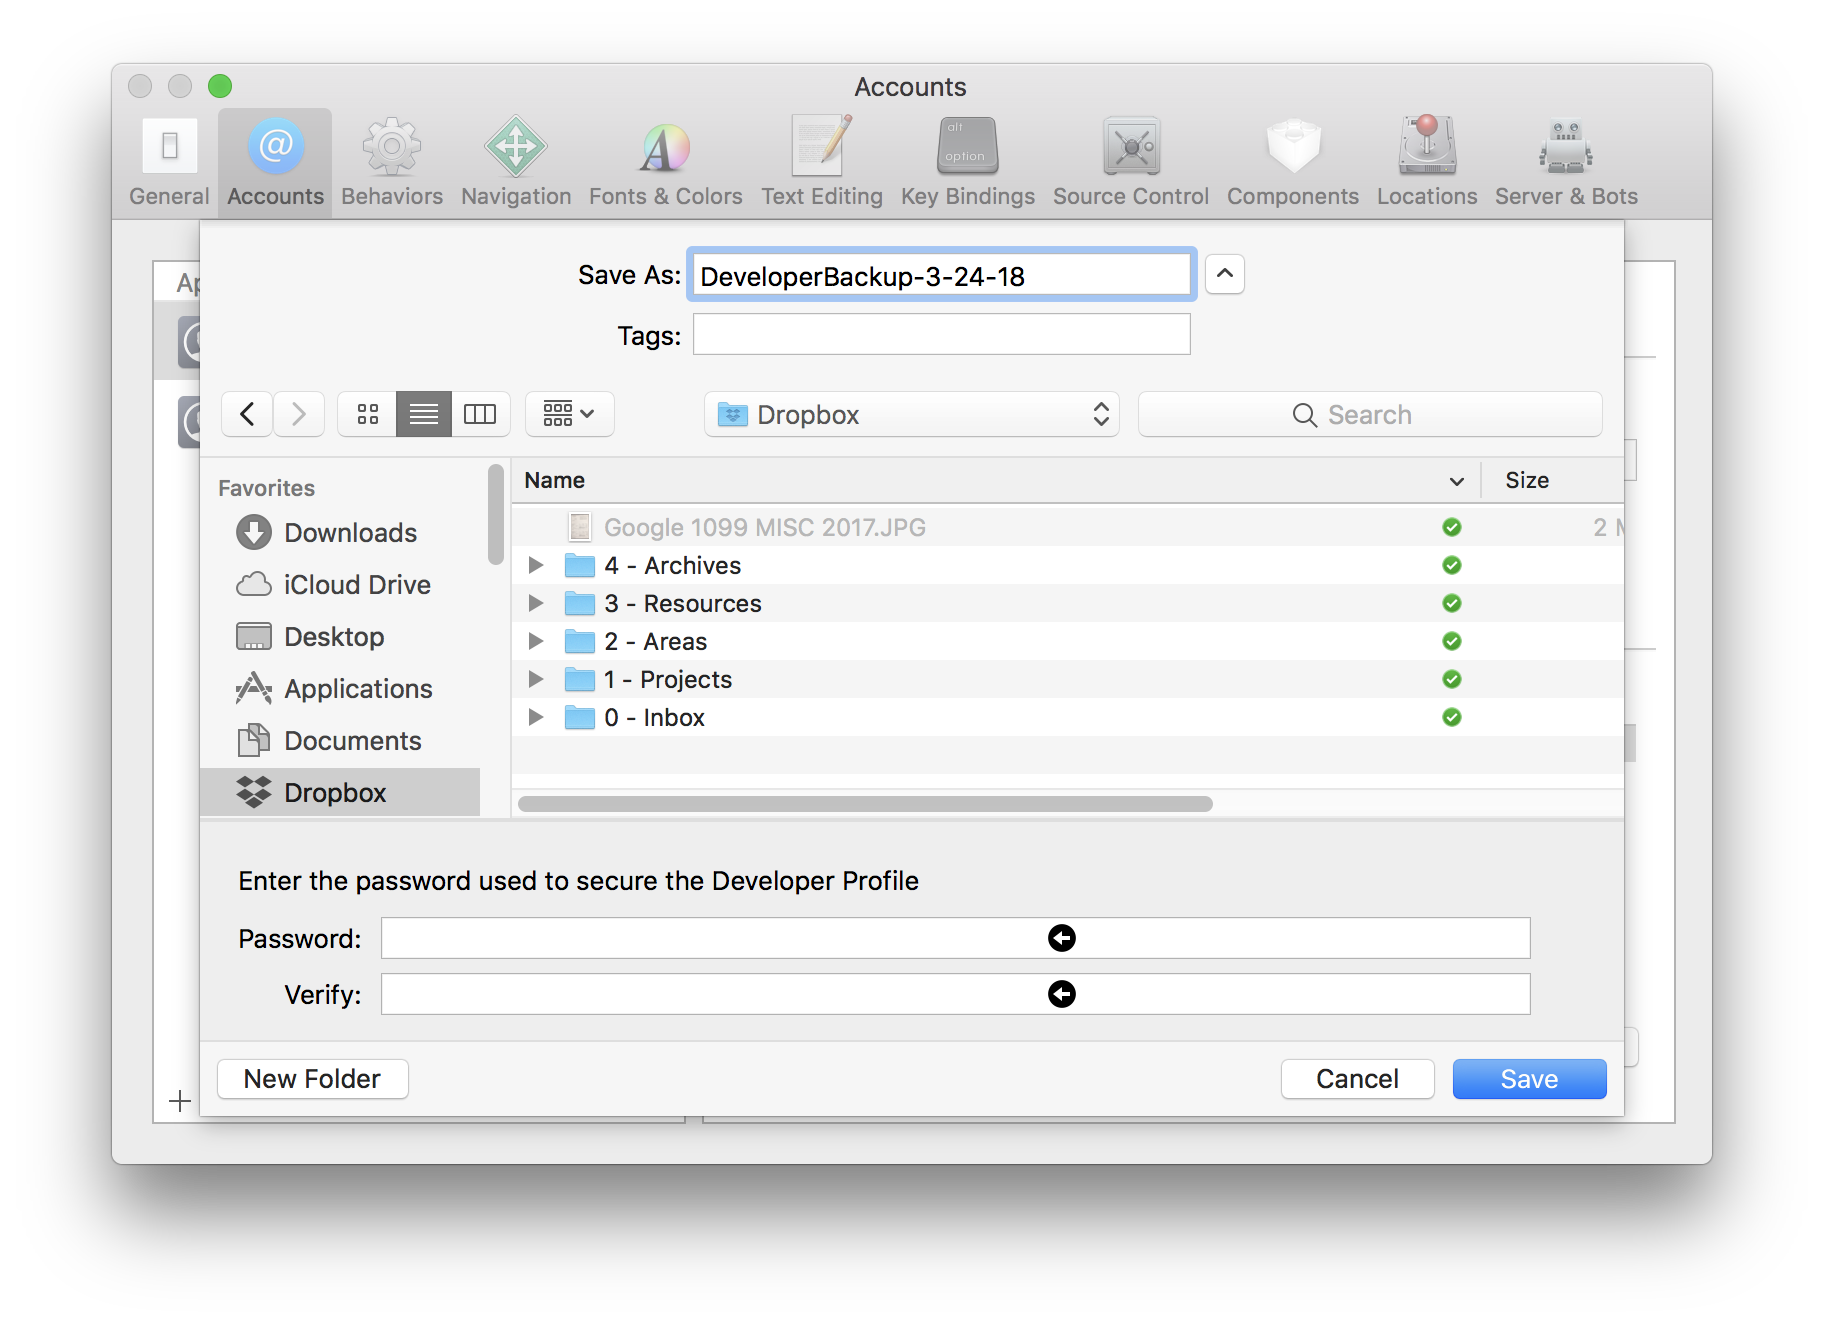 Accounts
General Accounts Behaviors Navigation Fonts & Colors Text Editing alt option Key Bindings Source Control Components Locations Server & Bots
Save As: DeveloperBackup-3-24-18
Tags:
Dropbox Search
Favorites
Downloads
iCloud Drive
Desktop
Applications
Documents
Dropbox
Name Size
Google 1099 MISC 2017.JPG 2
4 - Archives
3 - Resources
2 - Areas
1 - Projects
0 - Inbox
Enter the password used to secure the Developer Profile
Password:
Verify:
New Folder Cancel Save